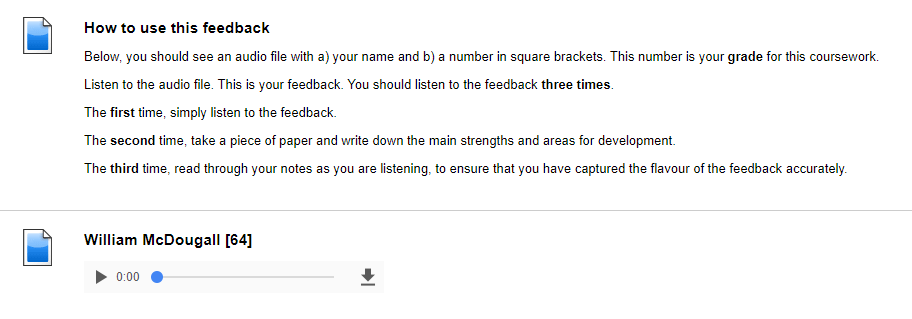 How to use this feedback
Below, you should see an audio file with a) your name and b) a number in square brackets. This number is your grade for this coursework.
Listen to the audio file. This is your feedback. You should listen to the feedback three times.
The first time, simply listen to the feedback.
The second time, take a piece of paper and write down the main strengths and areas for development.
The third time, read through your notes as you are listening, to ensure that you have captured the flavour of the feedback accurately.
William McDougall [64]
0:00